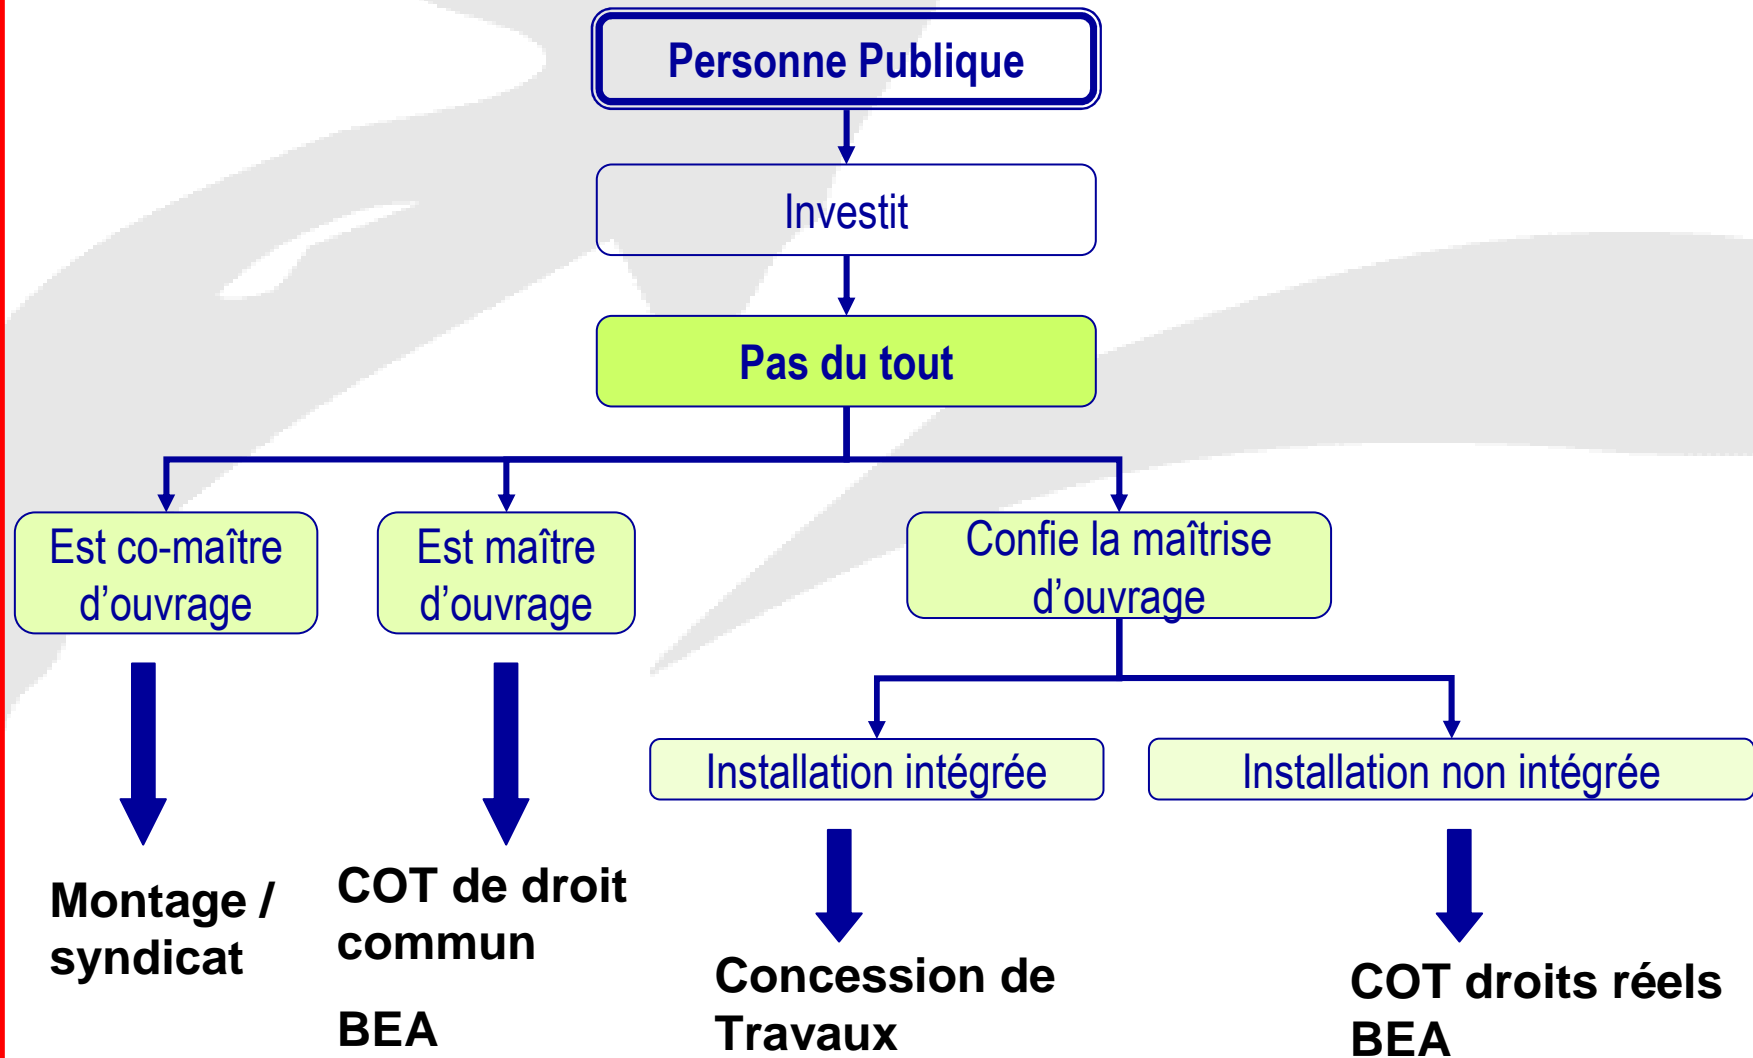 Personne Publique
Investit
Pas du tout
Est co-maître
d’ouvrage
Est maître
d’ouvrage
Confie la maîtrise
d’ouvrage
Installation intégrée
Installation non intégrée
Montage /
syndicat
COT de droit
commun
BEA
Concession de
Travaux
COT droits réels
BEA